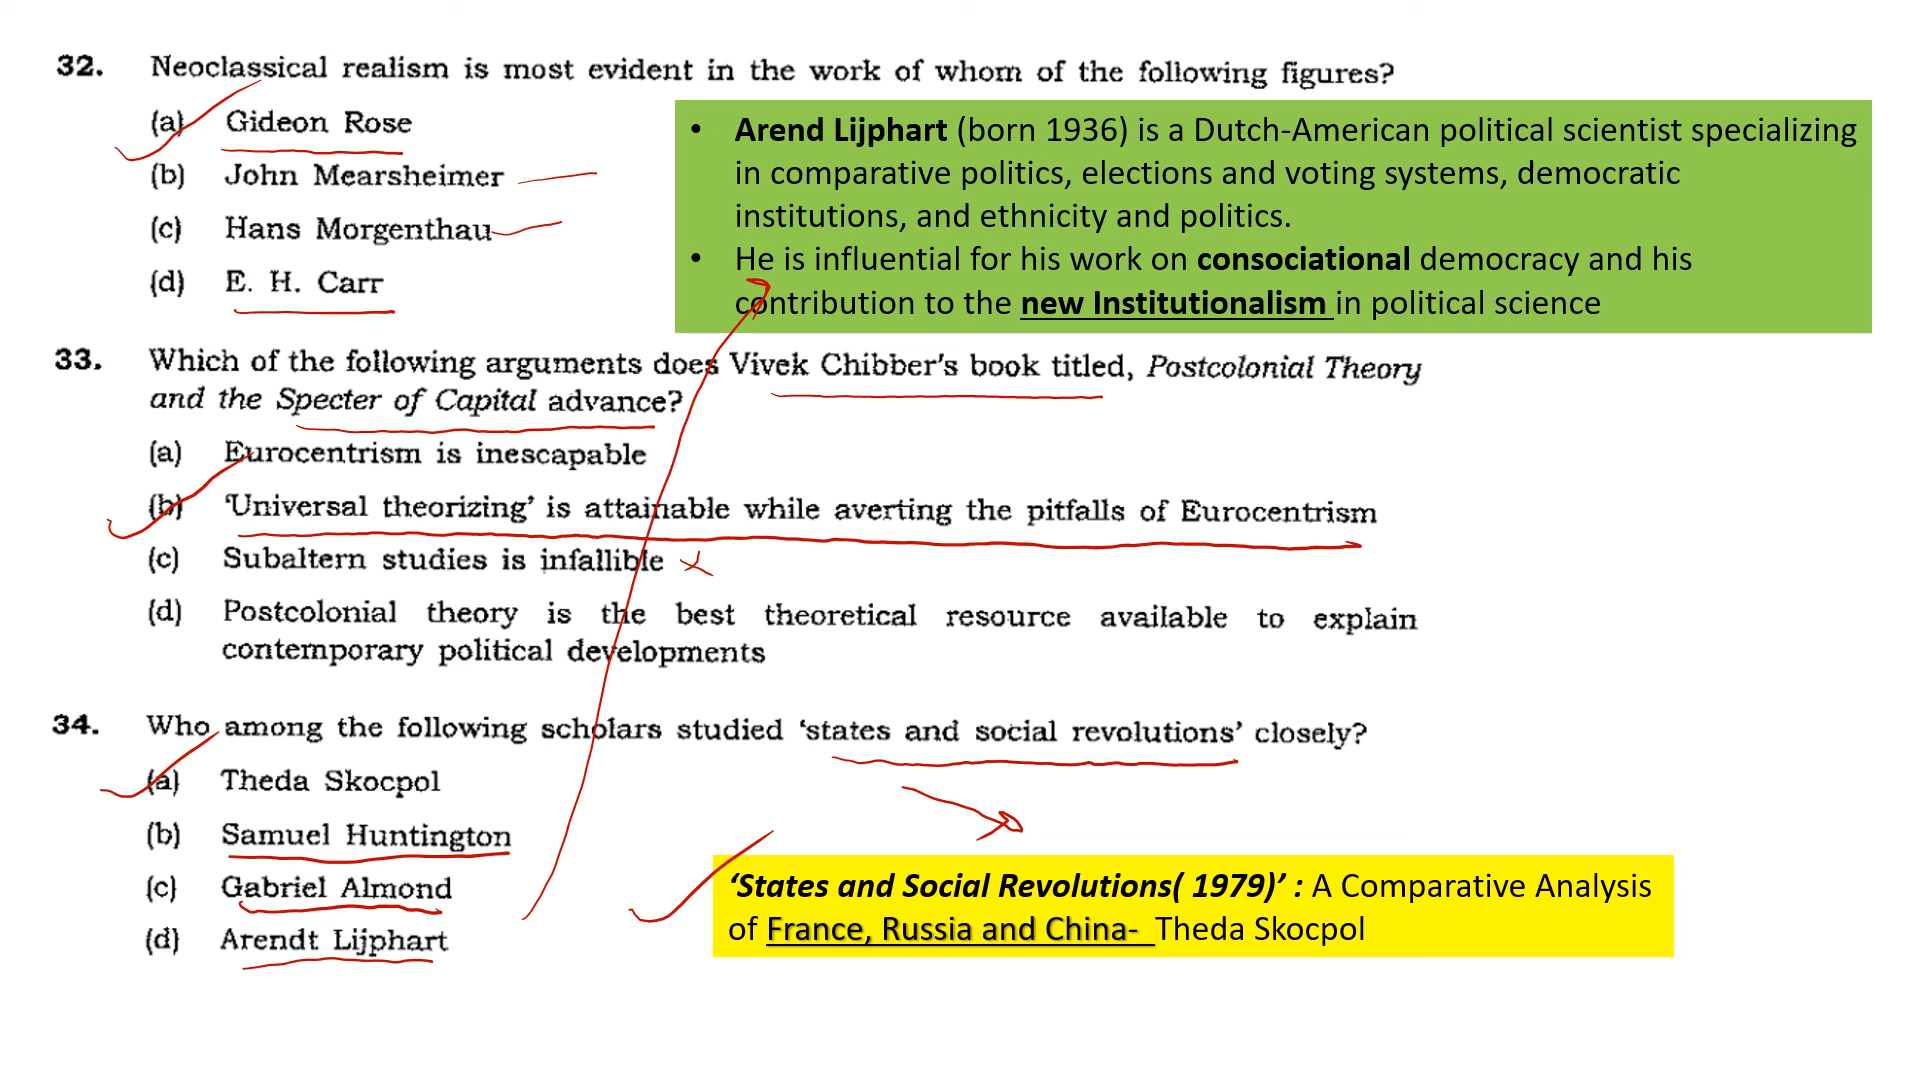 32. Neoclassical realism is most evident in the work of whom of the following figures?
(a) Gideon Rose
(b) John Mearsheimer
(c) Hans Morgenthau
(d) E. H. Carr
• Arend Lijphart (born 1936) is a Dutch-American political scientist specializing
in comparative politics, elections and voting systems, democratic
institutions, and ethnicity and politics.
• He is influential for his work on consociational democracy and his
contribution to the new Institutionalism in political science
33. Which of the following arguments does Vivek Chibber's book titled, Postcolonial Theory
and the Specter of Capital advance?
(a) Eurocentrism is inescapable
(b) 'Universal theorizing' is attainable while averting the pitfalls of Eurocentrism
(c) Subaltern studies is infallible
(d) Postcolonial theory is the best theoretical resource available to explain
contemporary political developments
34. Who among the following scholars studied 'states and social revolutions' closely?
(a) Theda Skocpol
(b) Samuel Huntington
(c) Gabriel Almond
(d) Arendt Lijphart
‘States and Social Revolutions( 1979)’ : A Comparative Analysis
of France, Russia and China- Theda Skocpol